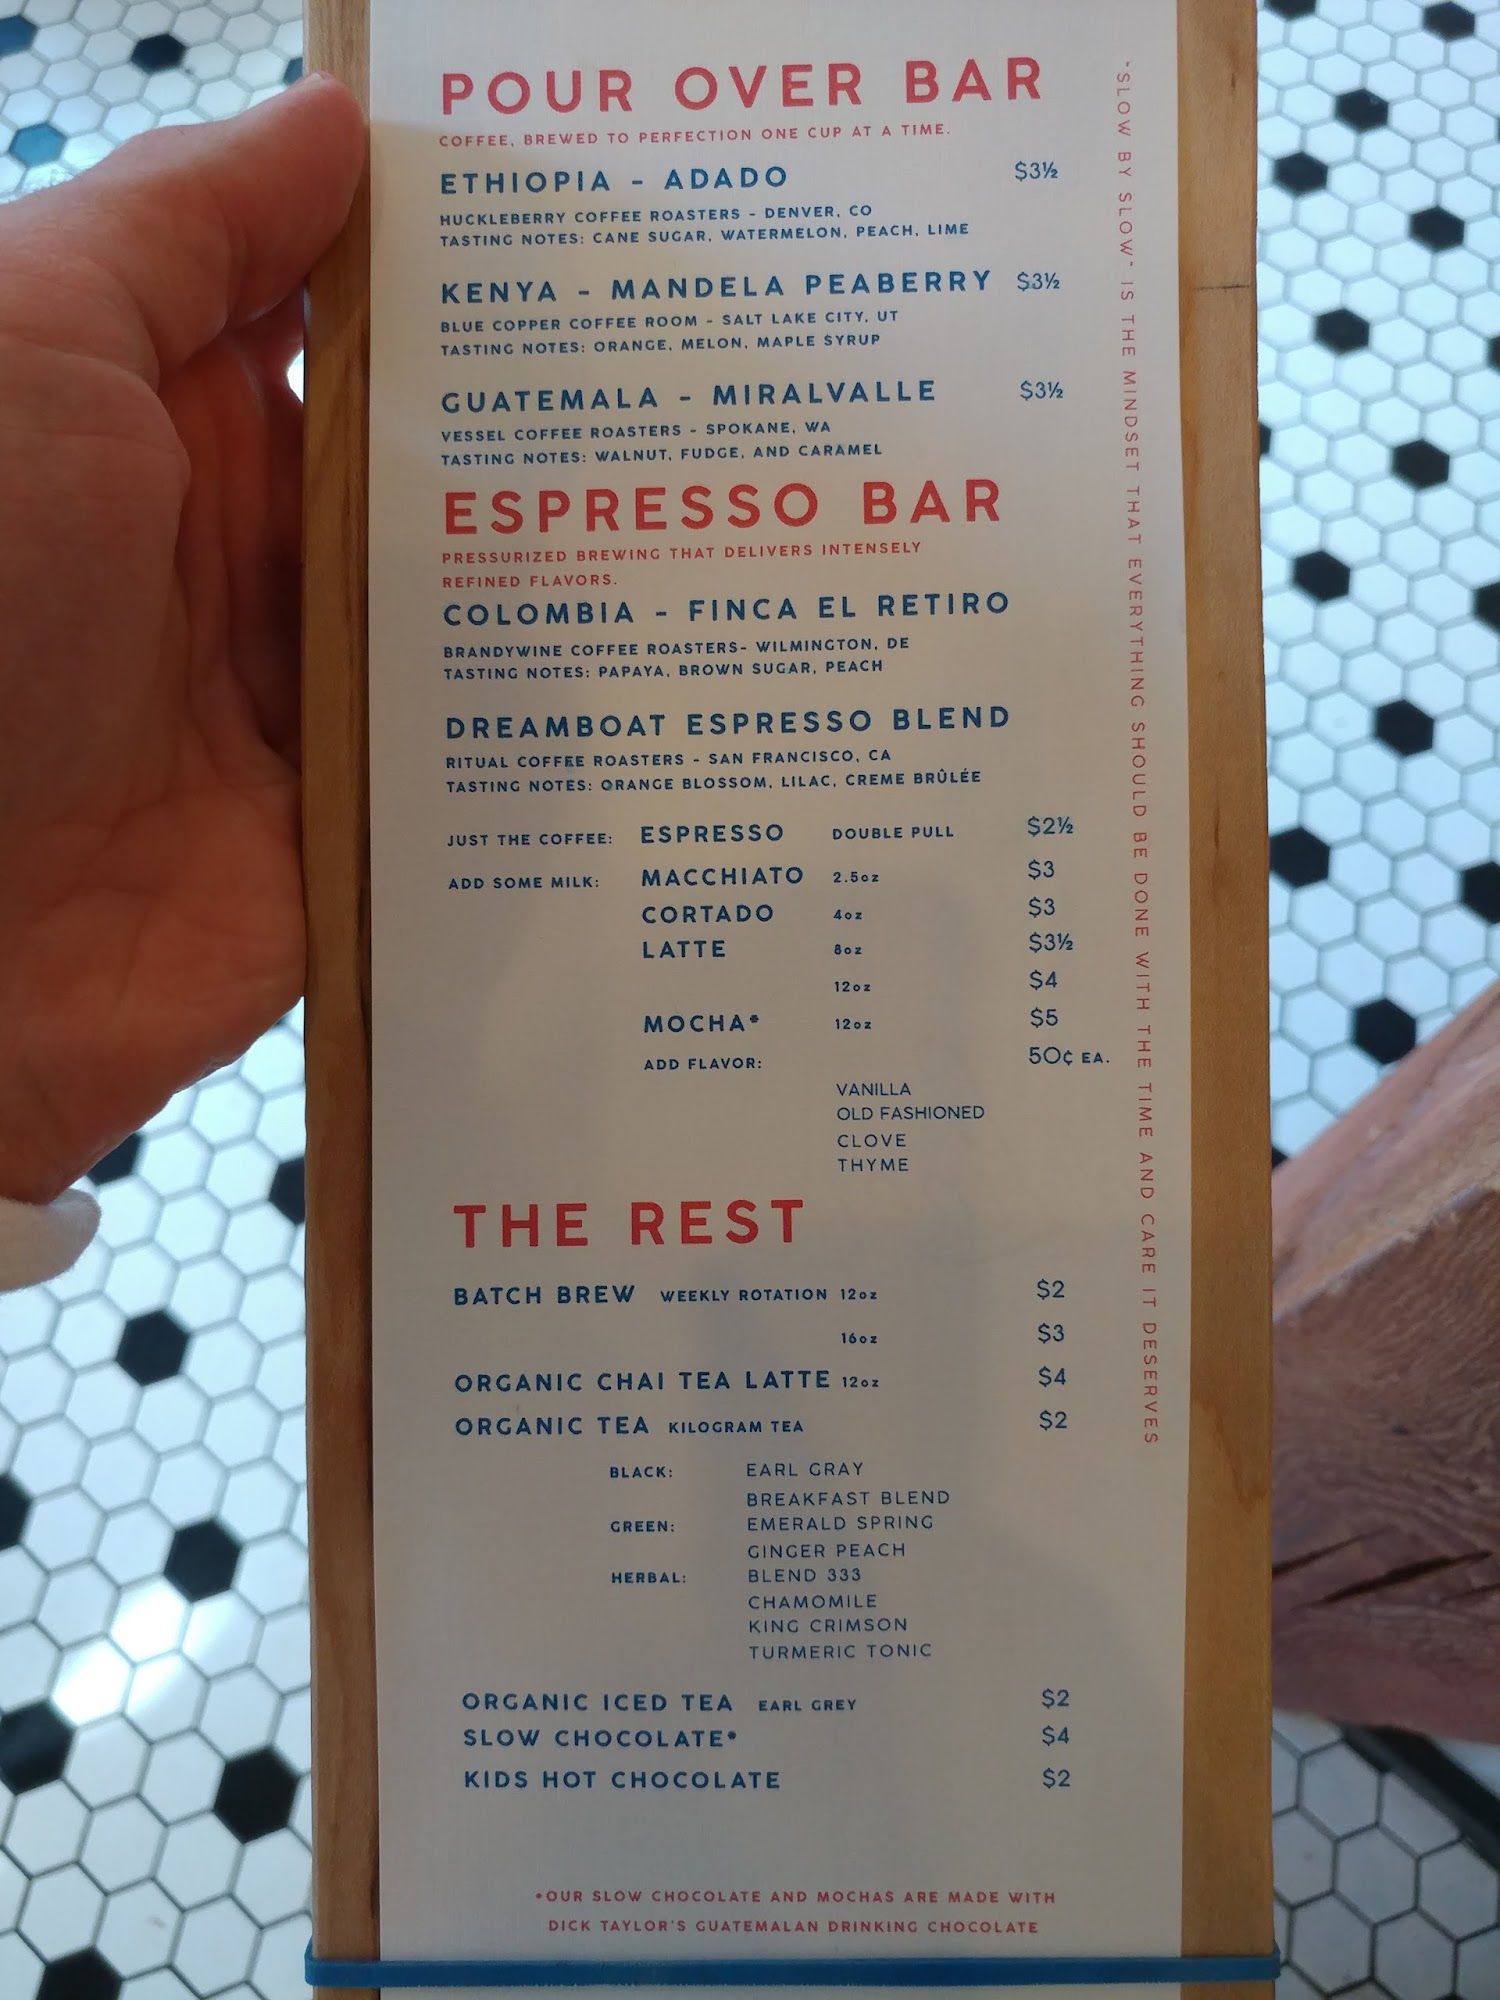 POUR OVER BAR
COFFEE, BREWED TO PERFECTION ONE CUP AT A TIME.
ETHIOPIA - ADADO $3½
HUCKLEBERRY COFFEE ROASTERS - DENVER, CO
TASTING NOTES: CANE SUGAR, WATERMELON, PEACH, LIME
KENYA - MANDELA PEABERRY $3½
BLUE COPPER COFFEE ROOM - SALT LAKE CITY, UT
TASTING NOTES: ORANGE, MELON, MAPLE SYRUP
GUATEMALA - MIRALVALLE $3½
VESSEL COFFEE ROASTERS - SPOKANE, WA
TASTING NOTES: WALNUT, FUDGE, AND CARAMEL
ESPRESSO BAR
PRESSURIZED BREWING THAT DELIVERS INTENSELY
REFINED FLAVORS.
COLOMBIA - FINCA EL RETIRO
BRANDYWINE COFFEE ROASTERS- WILMINGTON, DE
TASTING NOTES: PAPAYA, BROWN SUGAR, PEACH
DREAMBOAT ESPRESSO BLEND
RITUAL COFFEE ROASTERS - SAN FRANCISCO, CA
TASTING NOTES: ORANGE BLOSSOM, LILAC, CREME BRÛLÉE
JUST THE COFFEE: ESPRESSO DOUBLE PULL $2½
ADD SOME MILK: MACCHIATO 2.5oz $3
CORTADO 4oz $3
LATTE 8oz $3½
12oz $4
MOCHA* 12oz $5
ADD FLAVOR: 50¢ EA.
VANILLA
OLD FASHIONED
CLOVE
THYME
THE REST
BATCH BREW WEEKLY ROTATION 12oz $2
16oz $3
ORGANIC CHAI TEA LATTE 12oz $4
ORGANIC TEA KILOGRAM TEA $2
BLACK: EARL GRAY
BREAKFAST BLEND
GREEN: EMERALD SPRING
GINGER PEACH
HERBAL: BLEND 333
CHAMOMILE
KING CRIMSON
TURMERIC TONIC
ORGANIC ICED TEA EARL GREY $2
SLOW CHOCOLATE* $4
KIDS HOT CHOCOLATE $2
*OUR SLOW CHOCOLATE AND MOCHAS ARE MADE WITH
DICK TAYLOR'S GUATEMALAN DRINKING CHOCOLATE
"SLOW BY SLOW" IS THE MINDSET THAT EVERYTHING SHOULD BE DONE WITH THE TIME AND CARE IT DESERVES